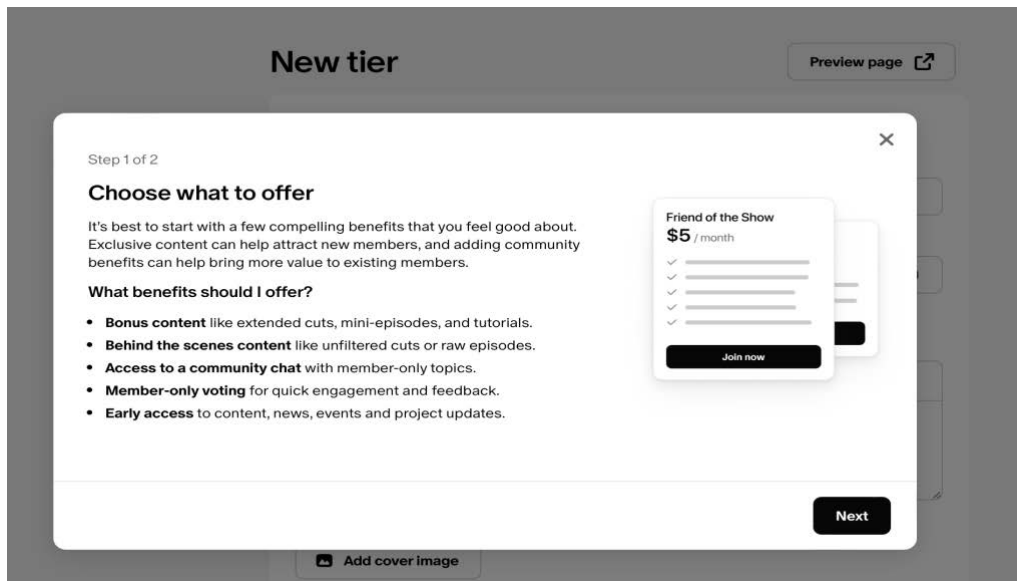 New tier
Preview page
Step 1 of 2
Choose what to offer
It's best to start with a few compelling benefits that you feel good about.
Exclusive content can help attract new members, and adding community
benefits can help bring more value to existing members.
What benefits should I offer?
• Bonus content like extended cuts, mini-episodes, and tutorials.
• Behind the scenes content like unfiltered cuts or raw episodes.
• Access to a community chat with member-only topics.
• Member-only voting for quick engagement and feedback.
• Early access to content, news, events and project updates.
Friend of the Show
$5 / month
Join now
Next
Add cover image